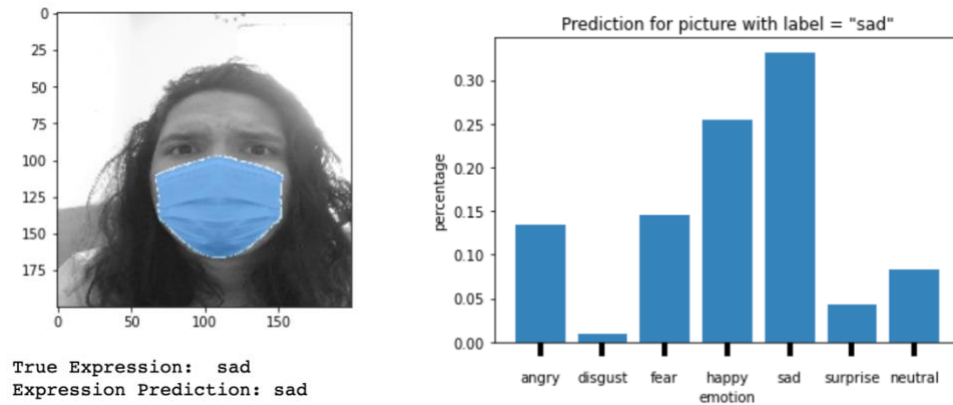 0
25
50
75
100
125
150
175
0 50 100 150
True Expression: sad
Expression Prediction: sad
Prediction for picture with label = "sad"
percentage
0.30
0.25
0.20
0.15
0.10
0.05
0.00
angry disgust fear happy sad surprise neutral
emotion